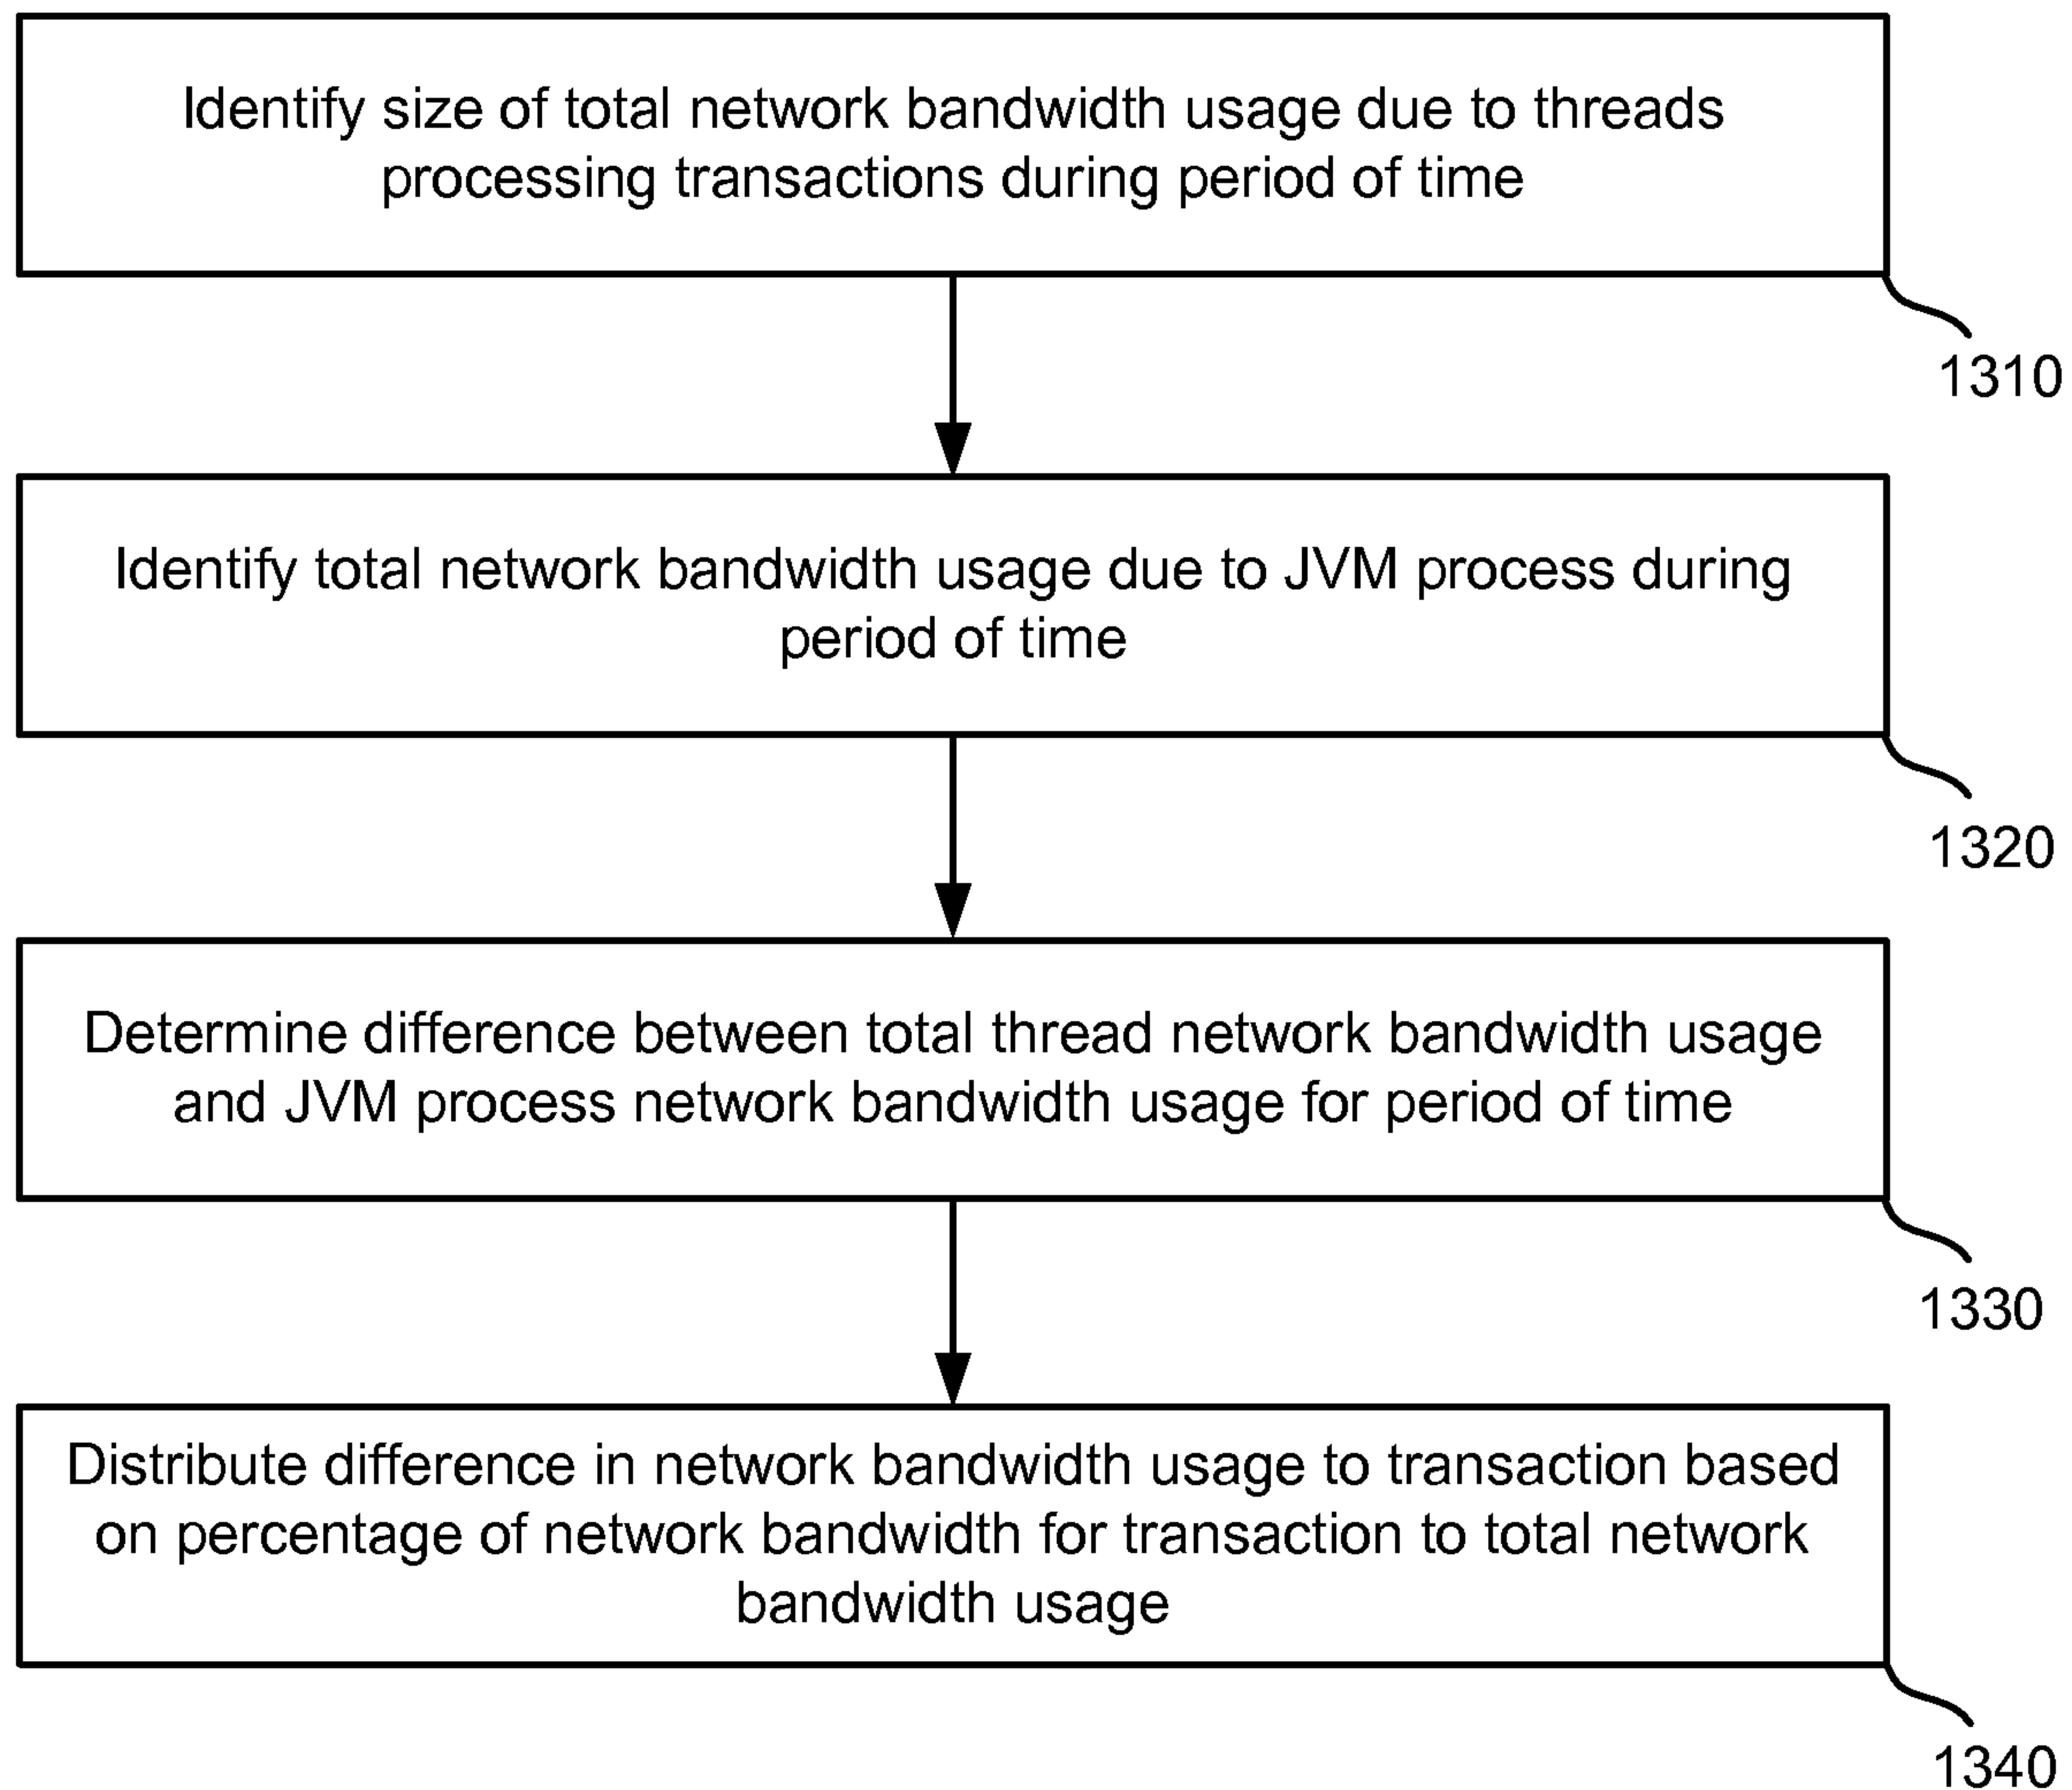 Identify size of total network bandwidth usage due to threads
processing transactions during period of time
1310
Identify total network bandwidth usage due to JVM process during
period of time
1320
Determine difference between total thread network bandwidth usage
and JVM process network bandwidth usage for period of time
1330
Distribute difference in network bandwidth usage to transaction based
on percentage of network bandwidth for transaction to total network
bandwidth usage
1340